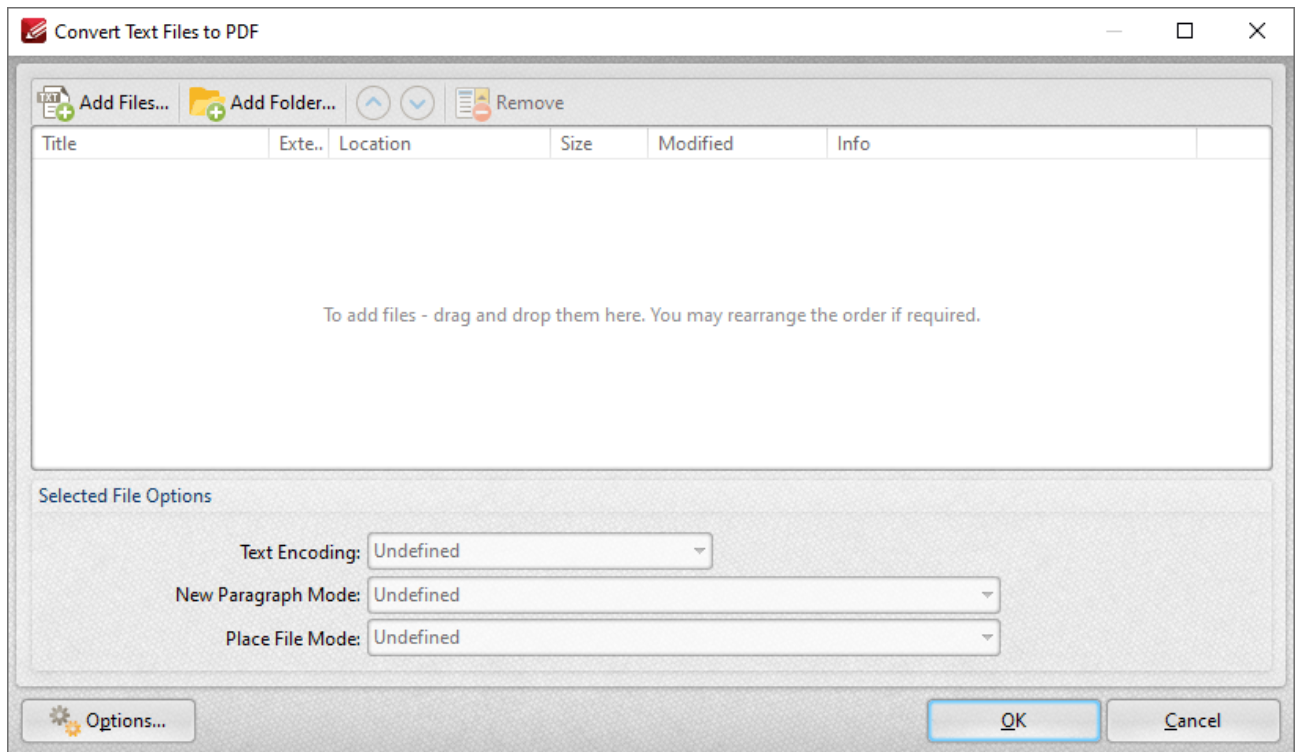 Convert Text Files to PDF
TXT Add Files... Add Folder... Remove
Title Exte.. Location Size Modified Info
To add files - drag and drop them here. You may rearrange the order if required.
Selected File Options
Text Encoding: Undefined
New Paragraph Mode: Undefined
Place File Mode: Undefined
Options... OK Cancel